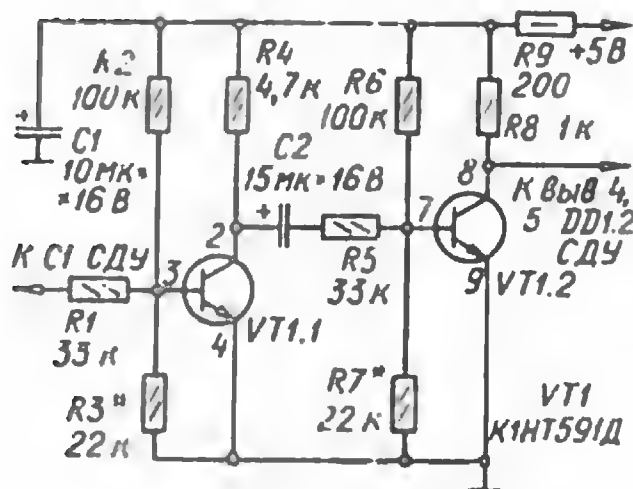 R2
100к
R4
4,7к
R6
100к
R9
200
+5В
R8 1к
+
C1
10мк×
×16В
C2
15мк×16В
+
8
К выв 4,
5 DD1.2
СДУ
2
7
R5
33к
9
VT1.2
К C1 СДУ
3
R1
33к
4
VT1.1
R3*
22к
R7*
22к
VT1
К1НТ591Д